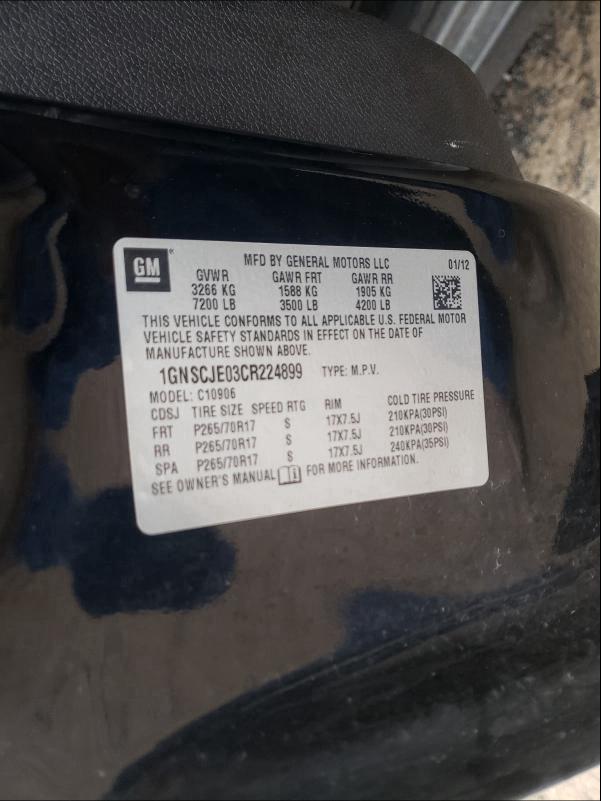 GM®
MFD BY GENERAL MOTORS LLC 01/12
GVWR GAWR FRT GAWR RR
3266 KG 1588 KG 1905 KG
7200 LB 3500 LB 4200 LB
THIS VEHICLE CONFORMS TO ALL APPLICABLE U.S. FEDERAL MOTOR
VEHICLE SAFETY STANDARDS IN EFFECT ON THE DATE OF
MANUFACTURE SHOWN ABOVE.
1GNSCJE03CR224899 TYPE: M.P.V.
MODEL: C10906
CDSJ TIRE SIZE SPEED RTG RIM COLD TIRE PRESSURE
FRT P265/70R17 S 17X7.5J 210KPA(30PSI)
RR P265/70R17 S 17X7.5J 210KPA(30PSI)
SPA P265/70R17 S 17X7.5J 240KPA(35PSI)
SEE OWNER'S MANUAL FOR MORE INFORMATION.